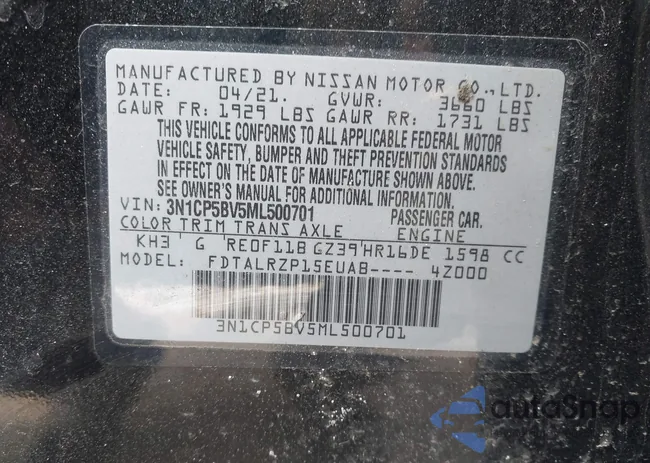 MANUFACTURED BY NISSAN MOTOR CO., LTD.
DATE: 04/21. GVWR: 3660 LBS
GAWR FR: 1929 LBS GAWR RR: 1731 LBS
THIS VEHICLE CONFORMS TO ALL APPLICABLE FEDERAL MOTOR
VEHICLE SAFETY, BUMPER AND THEFT PREVENTION STANDARDS
IN EFFECT ON THE DATE OF MANUFACTURE SHOWN ABOVE.
SEE OWNER'S MANUAL FOR ADDITIONAL INFORMATION.
VIN: 3N1CP5BV5ML500701 PASSENGER CAR.
COLOR TRIM TRANS AXLE ENGINE
KH3 G RE0F11B GZ39 HR16DE 1598 CC
MODEL: FDTALRZP15EUAB---- 4Z000
3N1CP5BV5ML500701
autoSnap